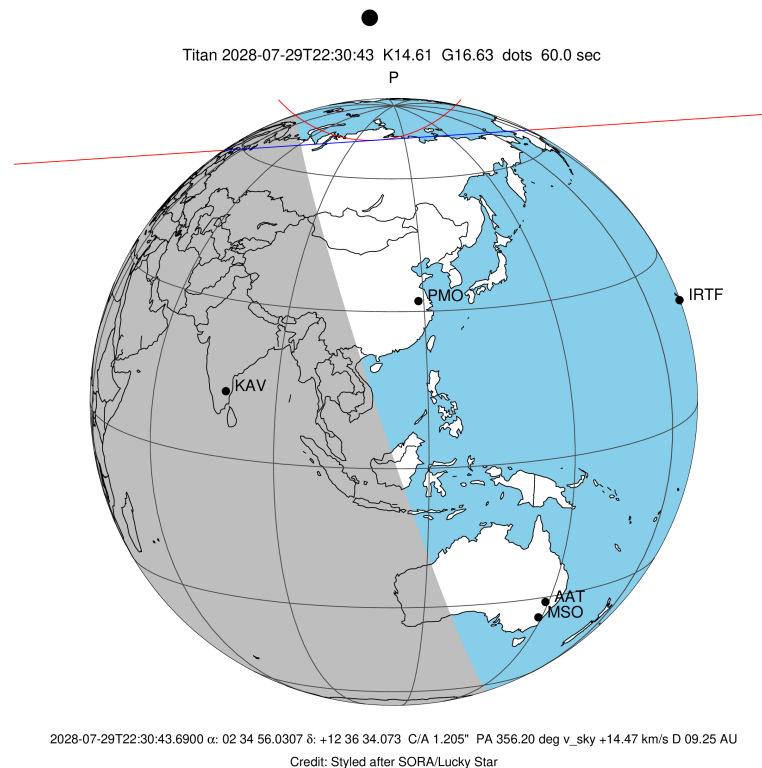 Titan 2028-07-29T22:30:43 K14.61 G16.63 dots 60.0 sec
P
PMO
IRTF
KAV
AAT
MSO
2028-07-29T22:30:43.6900 α: 02 34 56.0307 δ: +12 36 34.073 C/A 1.205" PA 356.20 deg v_sky +14.47 km/s D 09.25 AU
Credit: Styled after SORA/Lucky Star